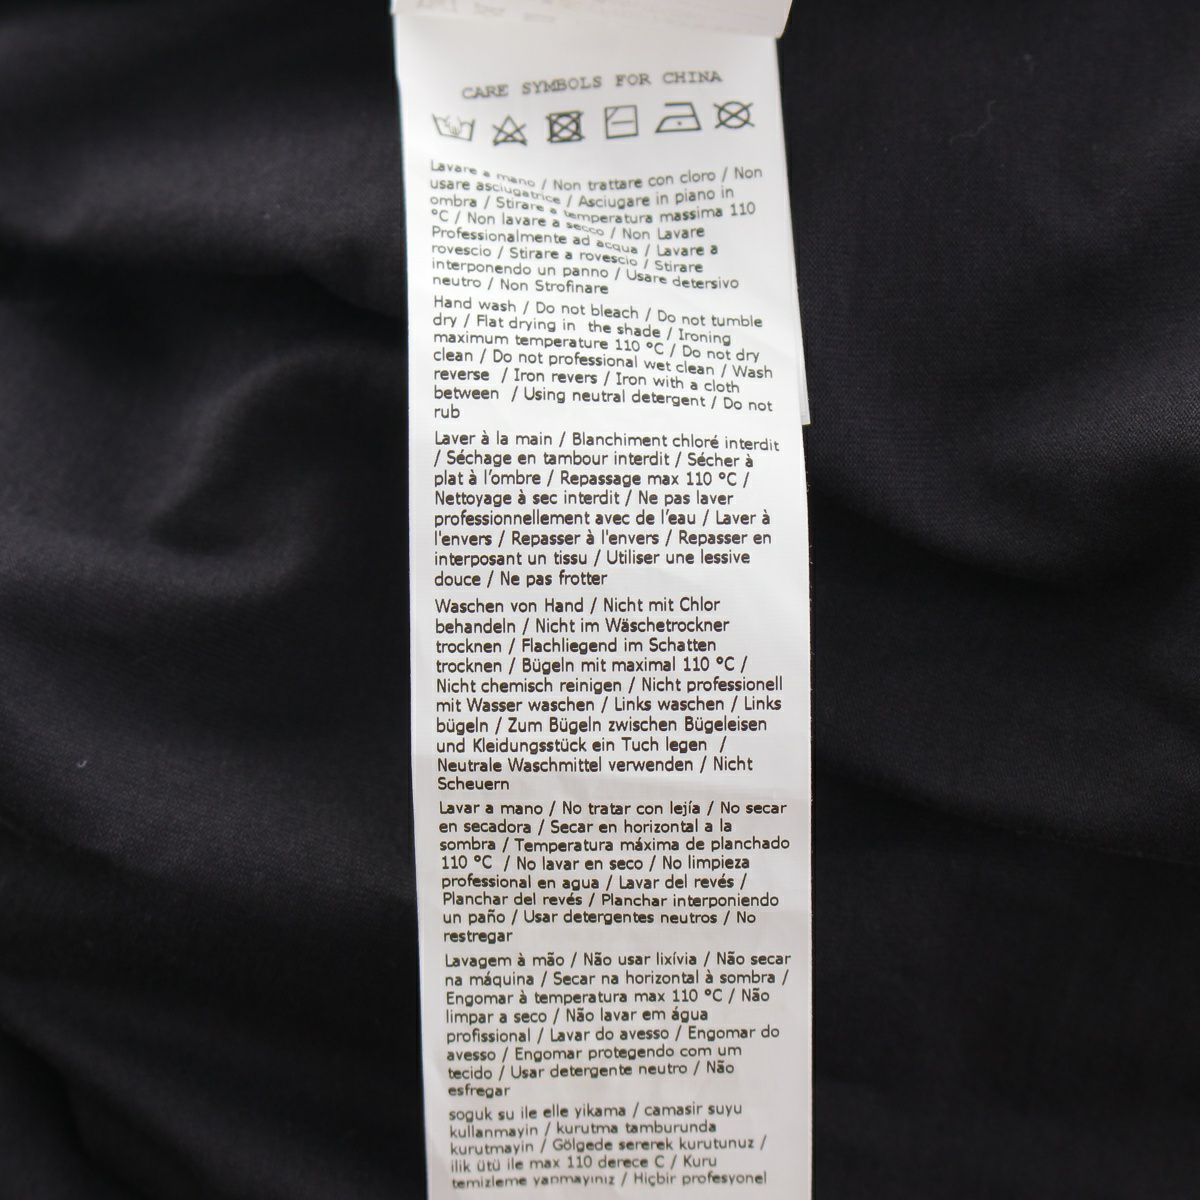 CARE SYMBOLS FOR CHINA
Lavare a mano / Non trattare con cloro / Non
usare asciugatrice / Asciugare in piano in
ombra / Stirare a temperatura massima 110
°C / Non lavare a secco / Non Lavare
Professionalmente ad acqua / Lavare a
rovescio / Stirare a rovescio / Stirare
interponendo un panno / Usare detersivo
neutro / Non Strofinare
Hand wash / Do not bleach / Do not tumble
dry / Flat drying in the shade / Ironing
maximum temperature 110 °C / Do not dry
clean / Do not professional wet clean / Wash
reverse / Iron revers / Iron with a cloth
between / Using neutral detergent / Do not
rub
Laver à la main / Blanchiment chloré interdit
/ Séchage en tambour interdit / Sécher à
plat à l’ombre / Repassage max 110 °C /
Nettoyage à sec interdit / Ne pas laver
professionnellement avec de l’eau / Laver à
l'envers / Repasser à l'envers / Repasser en
interposant un tissu / Utiliser une lessive
douce / Ne pas frotter
Waschen von Hand / Nicht mit Chlor
behandeln / Nicht im Wäschetrockner
trocknen / Flachliegend im Schatten
trocknen / Bügeln mit maximal 110 °C /
Nicht chemisch reinigen / Nicht professionell
mit Wasser waschen / Links waschen / Links
bügeln / Zum Bügeln zwischen Bügeleisen
und Kleidungsstück ein Tuch legen /
Neutrale Waschmittel verwenden / Nicht
Scheuern
Lavar a mano / No tratar con lejía / No secar
en secadora / Secar en horizontal a la
sombra / Temperatura máxima de planchado
110 °C / No lavar en seco / No limpieza
professional en agua / Lavar del revés /
Planchar del revés / Planchar interponiendo
un paño / Usar detergentes neutros / No
restregar
Lavagem à mão / Não usar lixívia / Não secar
na máquina / Secar na horizontal à sombra /
Engomar à temperatura max 110 °C / Não
limpar a seco / Não lavar em água
profissional / Lavar do avesso / Engomar do
avesso / Engomar protegendo com um
tecido / Usar detergente neutro / Não
esfregar
soguk su ile elle yikama / camasir suyu
kullanmayin / kurutma tamburunda
kurutmayin / Gölgede sererek kurutunuz /
ilik ütü ile max 110 derece C / Kuru
temizleme yapmayiniz / Hiçbir profesyonel